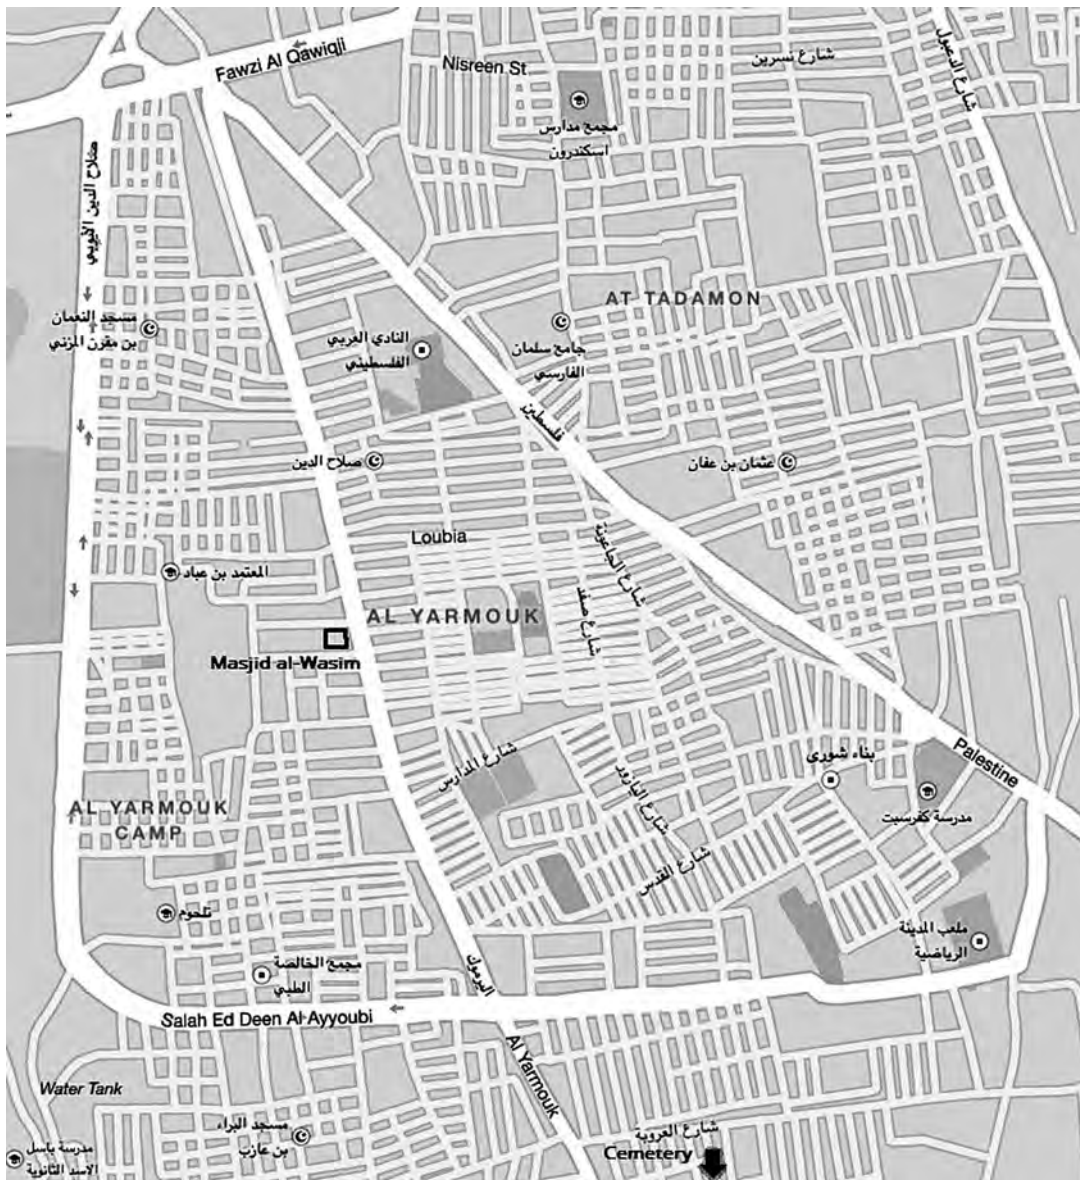 Fawzi Al Qawiqji
Nisreen St
شارع نسرين
شارع الدعبول
مجمع مدارس
اسكندرون
صلاح الدين الأيوبي
AT TADAMON
مسجد النعمان
بن مقرن المزني
النادي العربي
الفلسطيني
جامع سلمان
الفارسي
فلسطين
صلاح الدين
عثمان بن عفان
Loubia
شارع الجاعونة
المعتمد بن عباد
شارع صفد
AL YARMOUK
Masjid al-Wasim
شارع المدارس
بناء شوري
Palestine
شارع اليازور
مدرسة كفرسبت
AL YARMOUK
CAMP
شارع القدس
تلحوم
ملعب المدينة
الرياضية
مجمع الخالصة
الطبي
اليرموك
Salah Ed Deen Al Ayyoubi
Al Yarmouk
Water Tank
مسجد البراء
بن عازب
شارع العروبة
Cemetery
مدرسة باسل
الاسد الثانوية